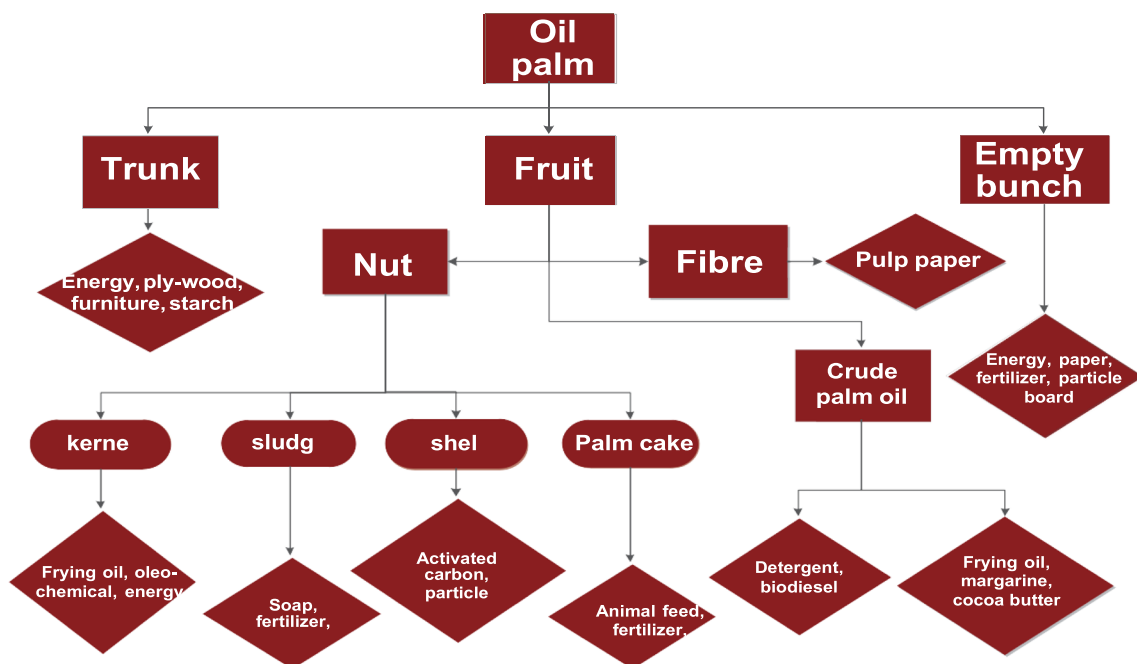 Oil
palm
Trunk
Fruit
Empty
bunch
Energy, ply-wood,
furniture, starch
Nut
Fibre
Pulp paper
Crude
palm oil
Energy, paper,
fertilizer, particle
board
kerne
sludg
shel
Palm cake
Frying oil, oleo-
chemical, energy
Soap,
fertilizer,
Activated
carbon,
particle
Animal feed,
fertilizer,
Detergent,
biodiesel
Frying oil,
margarine,
cocoa butter